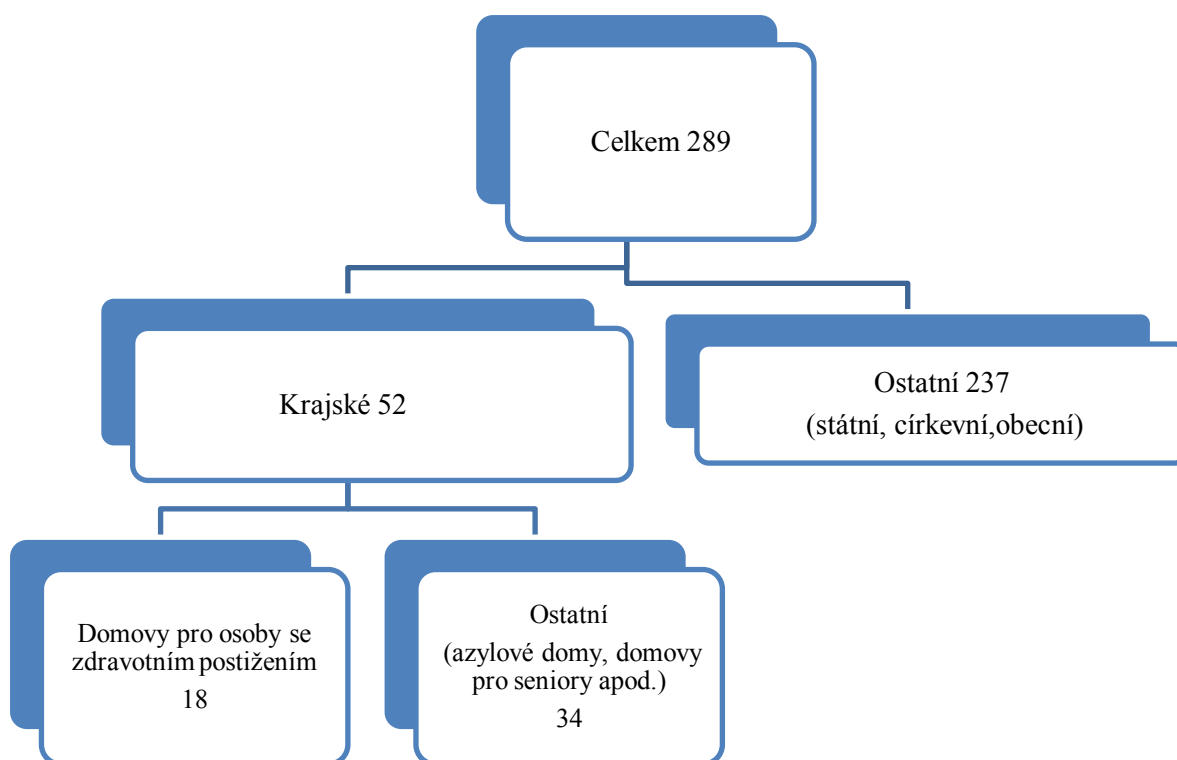 Celkem 289
Krajské 52
Ostatní 237
(státní, církevní,obecní)
Domovy pro osoby se
zdravotním postižením
18
Ostatní
(azylové domy, domovy
pro seniory apod.)
34